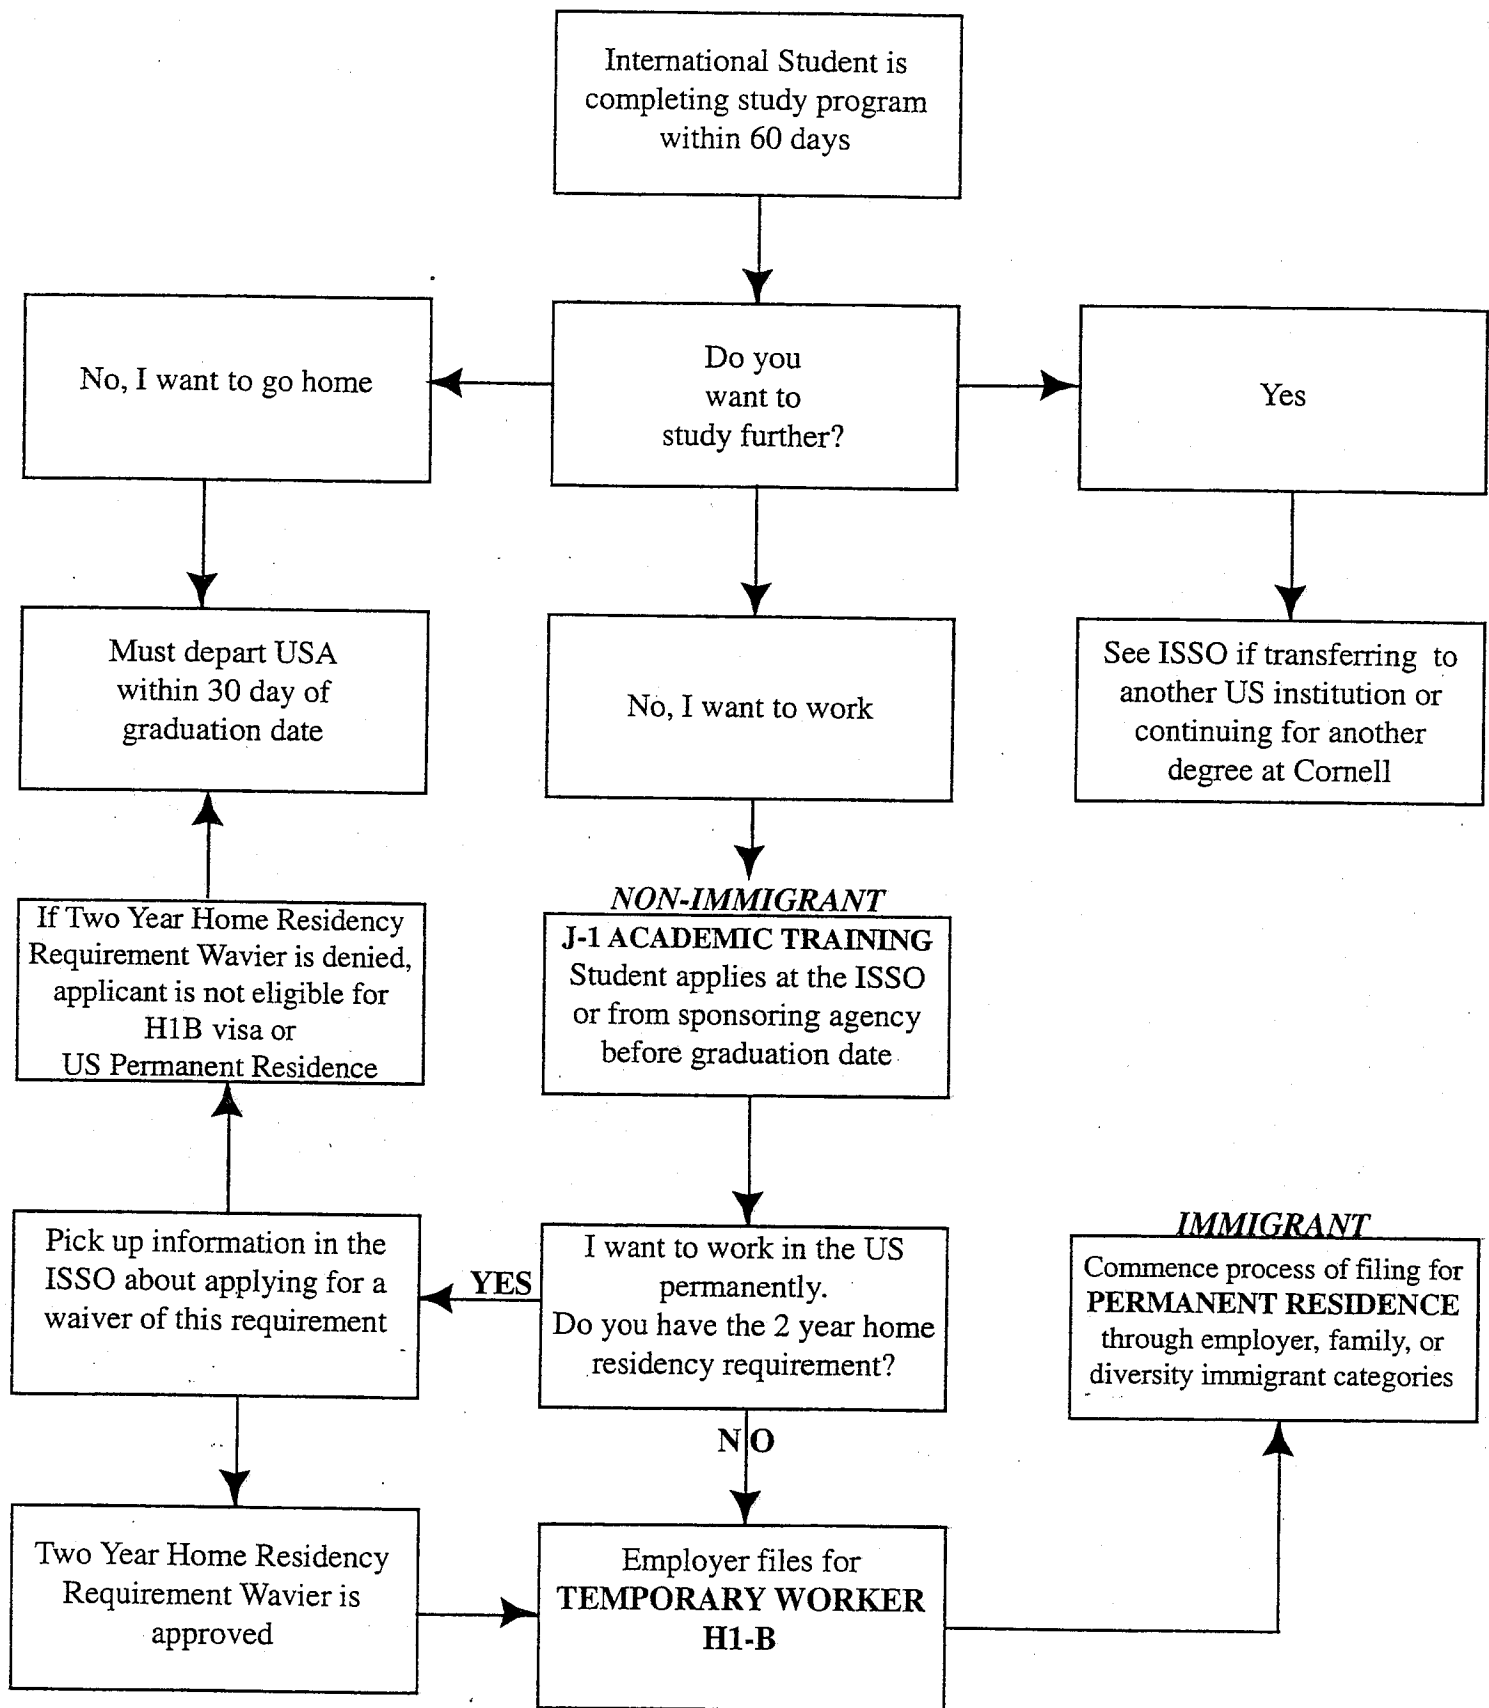 International Student is
completing study program
within 60 days
No, I want to go home
Do you
want to
study further?
Yes
Must depart USA
within 30 day of
graduation date
No, I want to work
See ISSO if transferring to
another US institution or
continuing for another
degree at Cornell
If Two Year Home Residency
Requirement Wavier is denied,
applicant is not eligible for
H1B visa or
US Permanent Residence
NON-IMMIGRANT
J-1 ACADEMIC TRAINING
Student applies at the ISSO
or from sponsoring agency
before graduation date
Pick up information in the
ISSO about applying for a
waiver of this requirement
YES
I want to work in the US
permanently.
Do you have the 2 year home
residency requirement?
IMMIGRANT
Commence process of filing for
PERMANENT RESIDENCE
through employer, family, or
diversity immigrant categories
NO
Two Year Home Residency
Requirement Wavier is
approved
Employer files for
TEMPORARY WORKER
H1-B